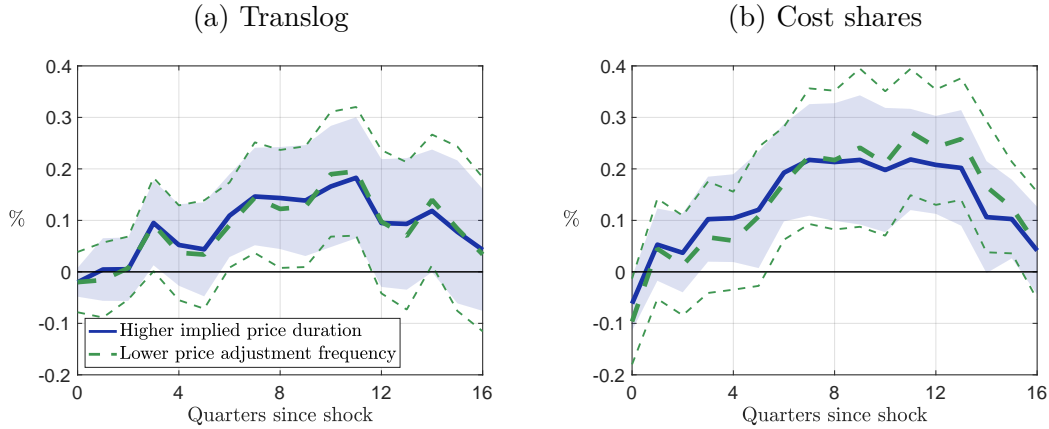 (a) Translog
(b) Cost shares
0.4
0.3
0.2
0.1
0
-0.1
-0.2
%
Higher implied price duration
Lower price adjustment frequency
0 4 8 12 16
Quarters since shock
0.4
0.3
0.2
0.1
0
-0.1
-0.2
%
0 4 8 12 16
Quarters since shock